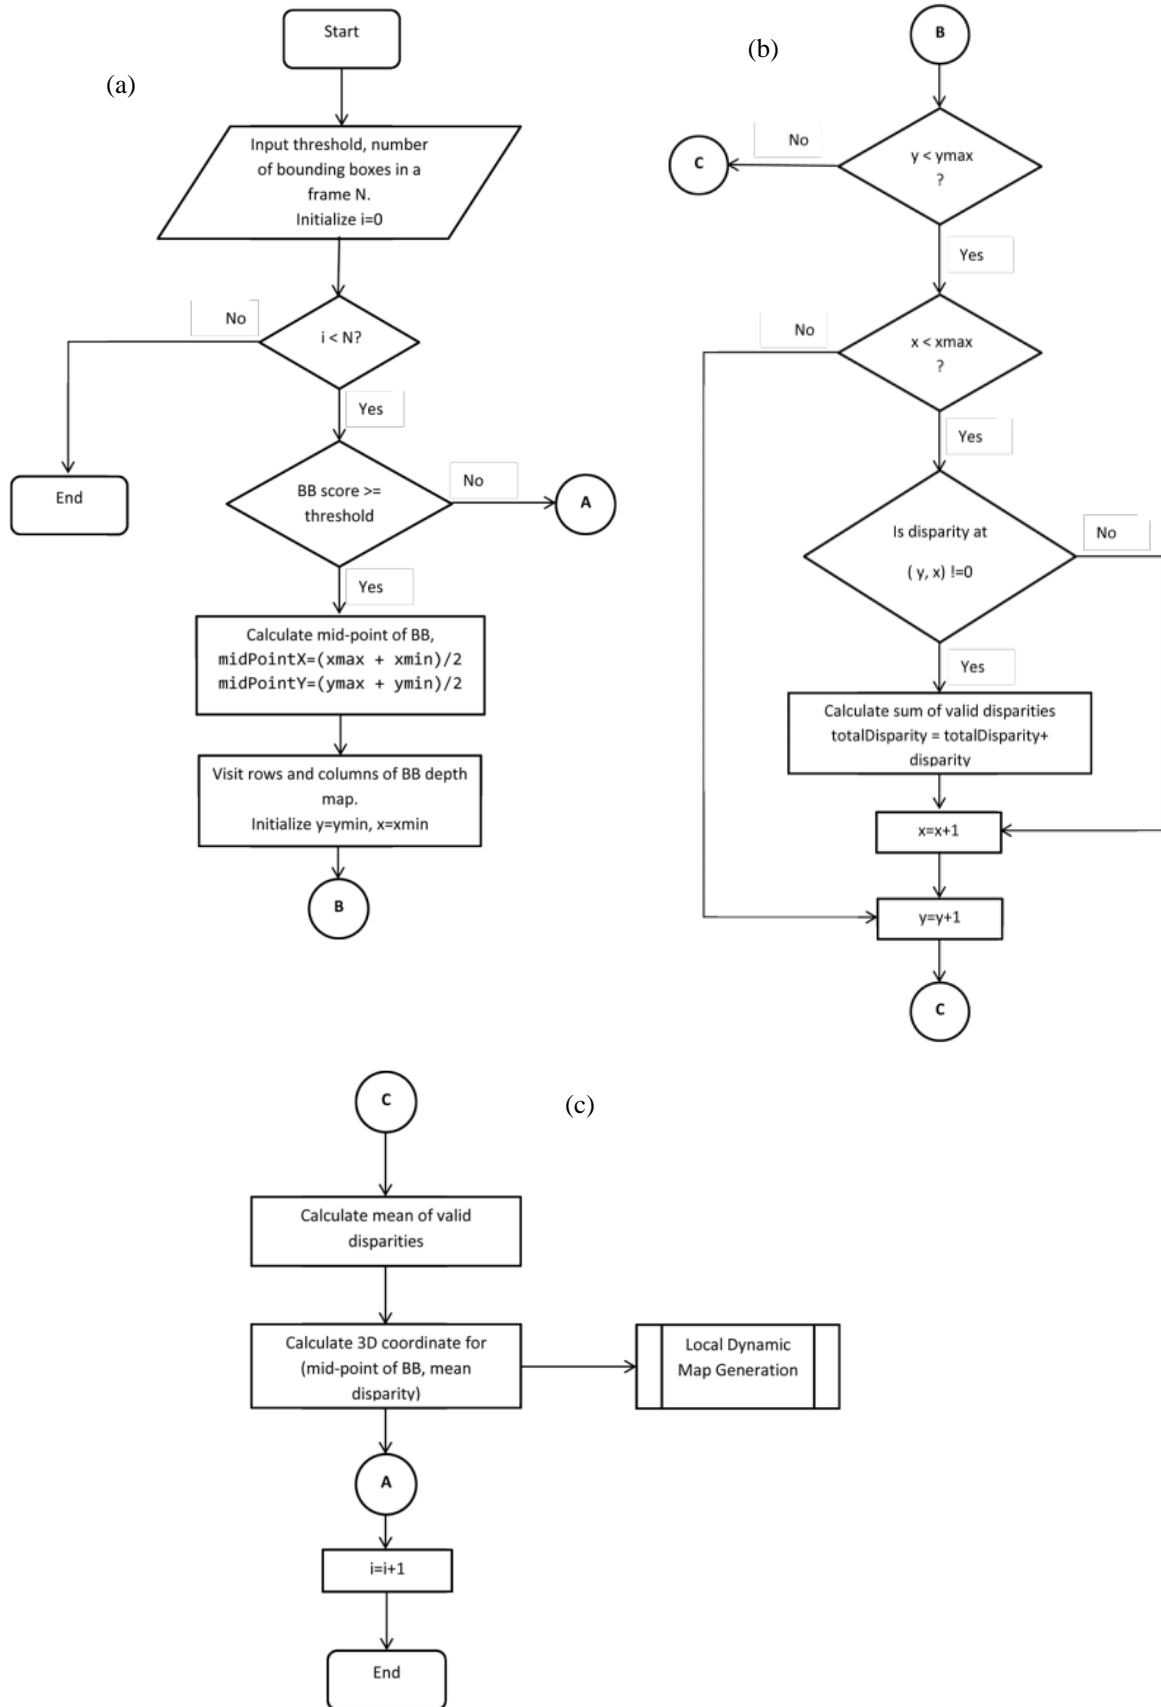 (a)
Start
Input threshold, number
of bounding boxes in a
frame N.
Initialize i=0
i < N?
No
Yes
End
BB score >=
threshold
No
A
Yes
Calculate mid-point of BB,
midPointX=(xmax + xmin)/2
midPointY=(ymax + ymin)/2
Visit rows and columns of BB depth
map.
Initialize y=ymin, x=xmin
B
(b)
B
y < ymax
?
No
C
Yes
x < xmax
?
No
Yes
Is disparity at
( y, x) !=0
No
Yes
Calculate sum of valid disparities
totalDisparity = totalDisparity+
disparity
x=x+1
y=y+1
C
(c)
C
Calculate mean of valid
disparities
Calculate 3D coordinate for
(mid-point of BB, mean
disparity)
Local Dynamic
Map Generation
A
i=i+1
End